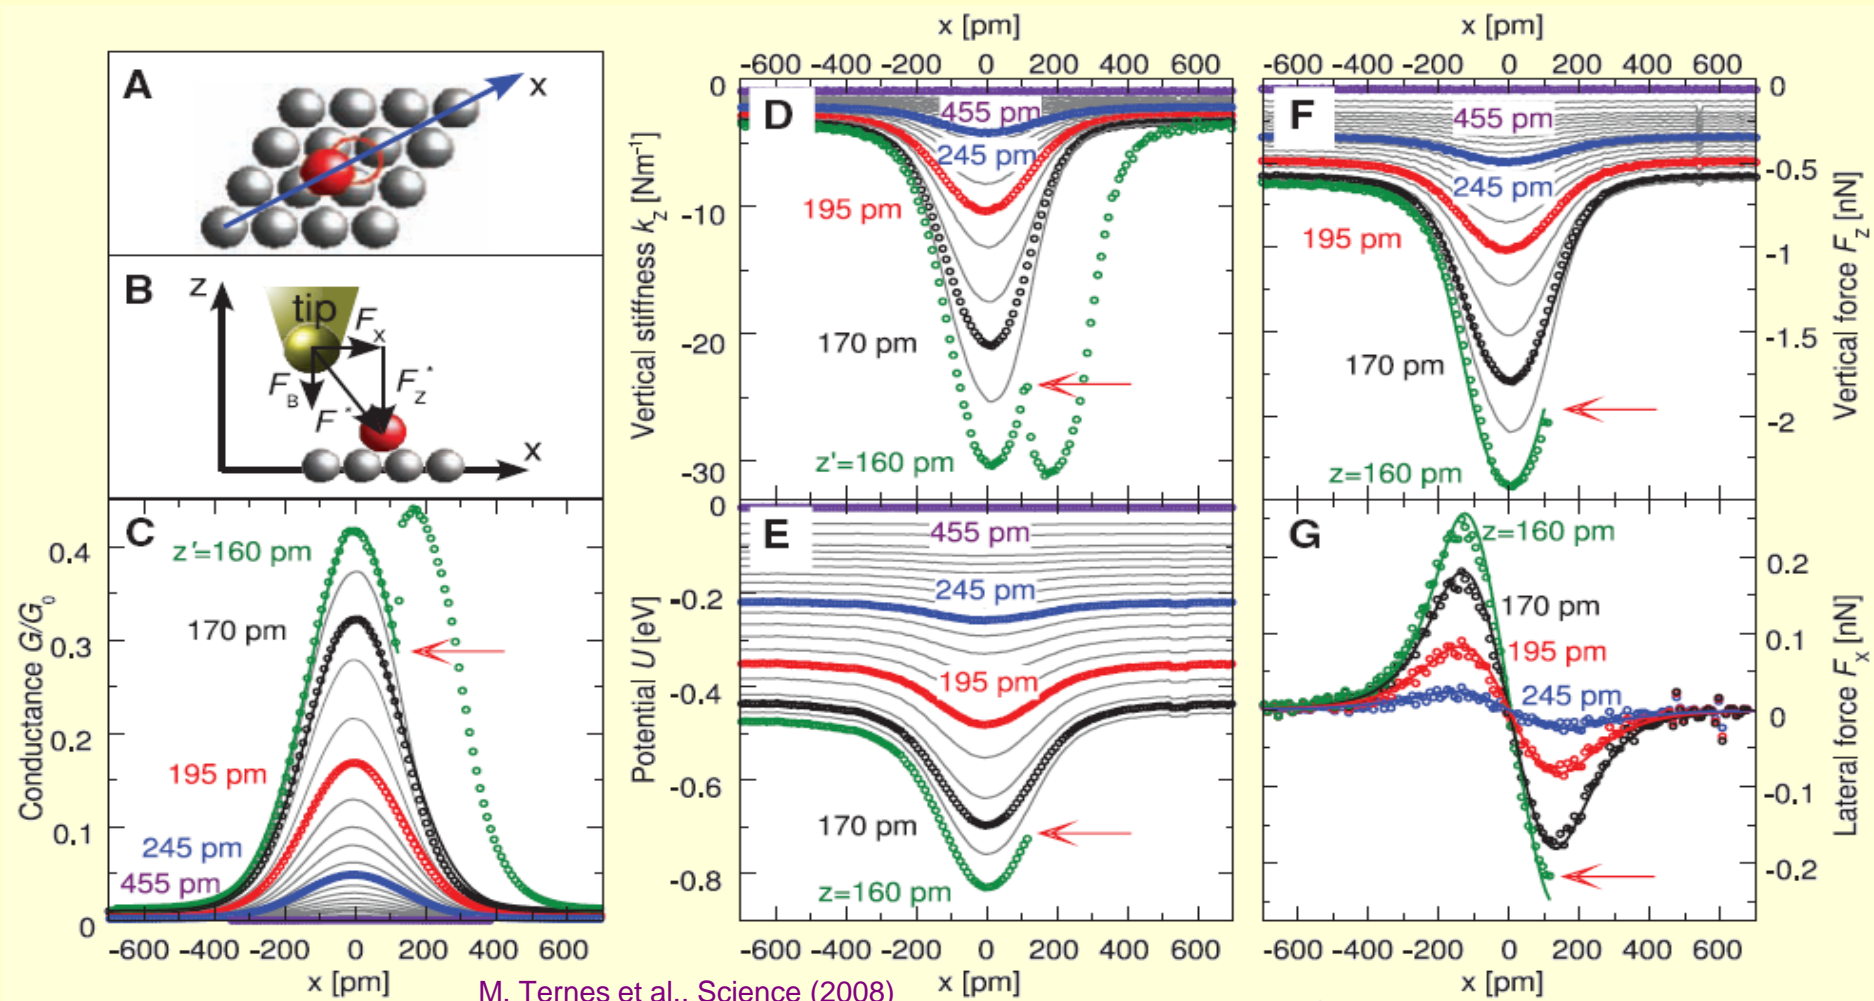 A
x
B
z
tip
Fx
FB
Fz*
F*
x
C
z'=160 pm
170 pm
195 pm
245 pm
455 pm
Conductance G/G0
0.4
0.3
0.2
0.1
0
-600 -400 -200 0 200 400 600
x [pm]
x [pm]
-600 -400 -200 0 200 400 600
D
455 pm
245 pm
195 pm
170 pm
z'=160 pm
Vertical stiffness kz [Nm-1]
0
-10
-20
-30
E
455 pm
245 pm
195 pm
170 pm
z=160 pm
Potential U [eV]
0
-0.2
-0.4
-0.6
-0.8
-600 -400 -200 0 200 400 600
x [pm]
x [pm]
-600 -400 -200 0 200 400 600
F
455 pm
245 pm
195 pm
170 pm
z=160 pm
Vertical force Fz [nN]
0
-0.5
-1
-1.5
-2
G
z=160 pm
170 pm
195 pm
245 pm
Lateral force Fx [nN]
0.2
0.1
0
-0.1
-0.2
-600 -400 -200 0 200 400 600
x [pm]
M. Ternes et al., Science (2008)